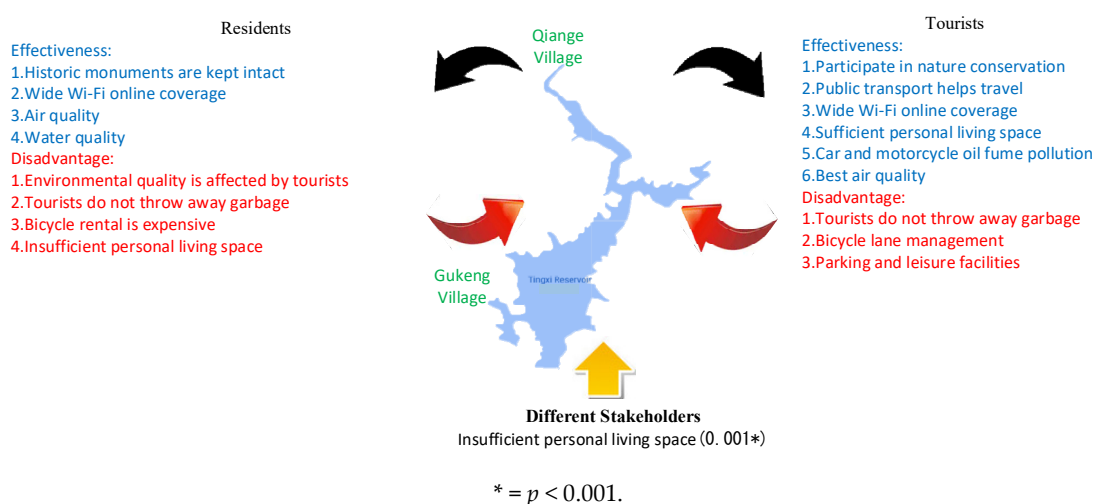 Residents
Effectiveness:
1.Historic monuments are kept intact
2.Wide Wi-Fi online coverage
3.Air quality
4.Water quality
Disadvantage:
1.Environmental quality is affected by tourists
2.Tourists do not throw away garbage
3.Bicycle rental is expensive
4.Insufficient personal living space
Qiange
Village
Gukeng
Village
Tingxi Reservoir
Tourists
Effectiveness:
1.Participate in nature conservation
2.Public transport helps travel
3.Wide Wi-Fi online coverage
4.Sufficient personal living space
5.Car and motorcycle oil fume pollution
6.Best air quality
Disadvantage:
1.Tourists do not throw away garbage
2.Bicycle lane management
3.Parking and leisure facilities
Different Stakeholders
Insufficient personal living space (0. 001*)
* = p < 0.001.